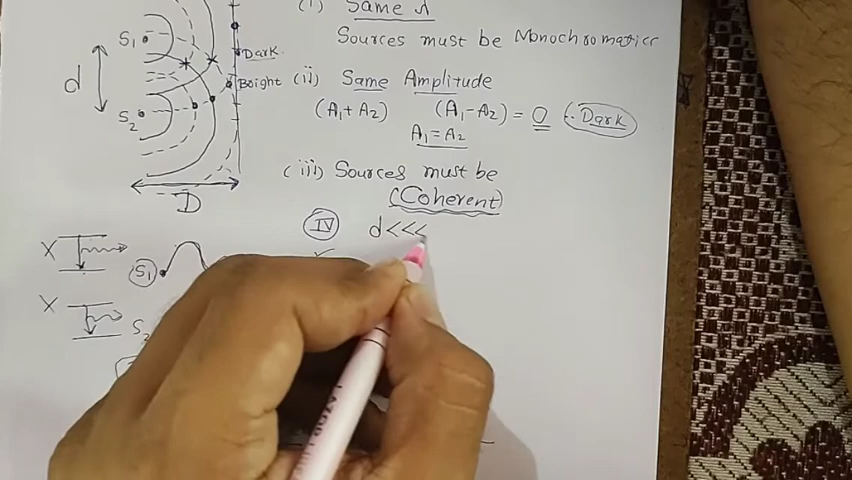 (i) Same λ
Sources must be Monochromatic
S₁
Dark
d
Bright
(ii) Same Amplitude
(A₁+A₂) (A₁-A₂) = 0 Dark
A₁=A₂
S₂
(iii) Sources must be
(Coherent)
D
IV d<<<
X S₁
X S₂